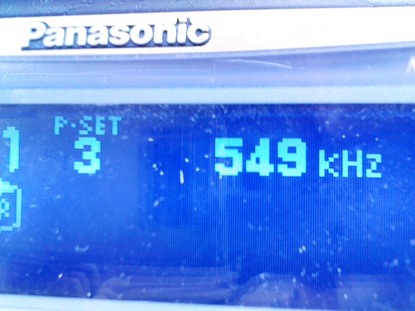 Panasonic
P·SET
1 3 549 KHz
R